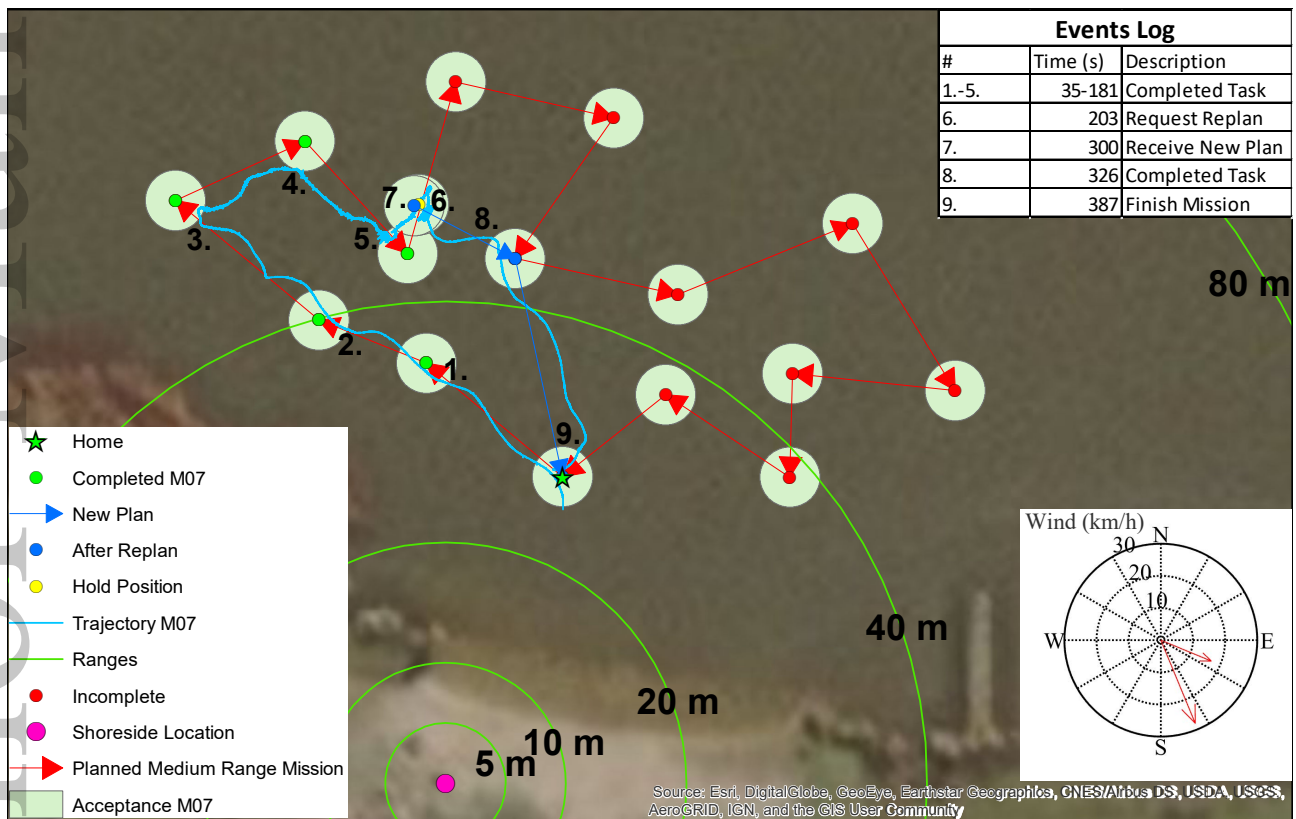 Events Log
# Time (s) Description
1.-5. 35-181 Completed Task
6. 203 Request Replan
7. 300 Receive New Plan
8. 326 Completed Task
9. 387 Finish Mission
4.
7. 6.
3.
5.
8.
80 m
2.
1.
9.
Home
Completed M07
New Plan
After Replan
Hold Position
Trajectory M07
Ranges
Incomplete
Shoreside Location
Planned Medium Range Mission
Acceptance M07
40 m
20 m
10 m
5 m
Wind (km/h)
N
30
20
10
W
E
S
Source: Esri, DigitalGlobe, GeoEye, Earthstar Geographics, CNES/Airbus DS, USDA, USGS,
AeroGRID, IGN, and the GIS User Community